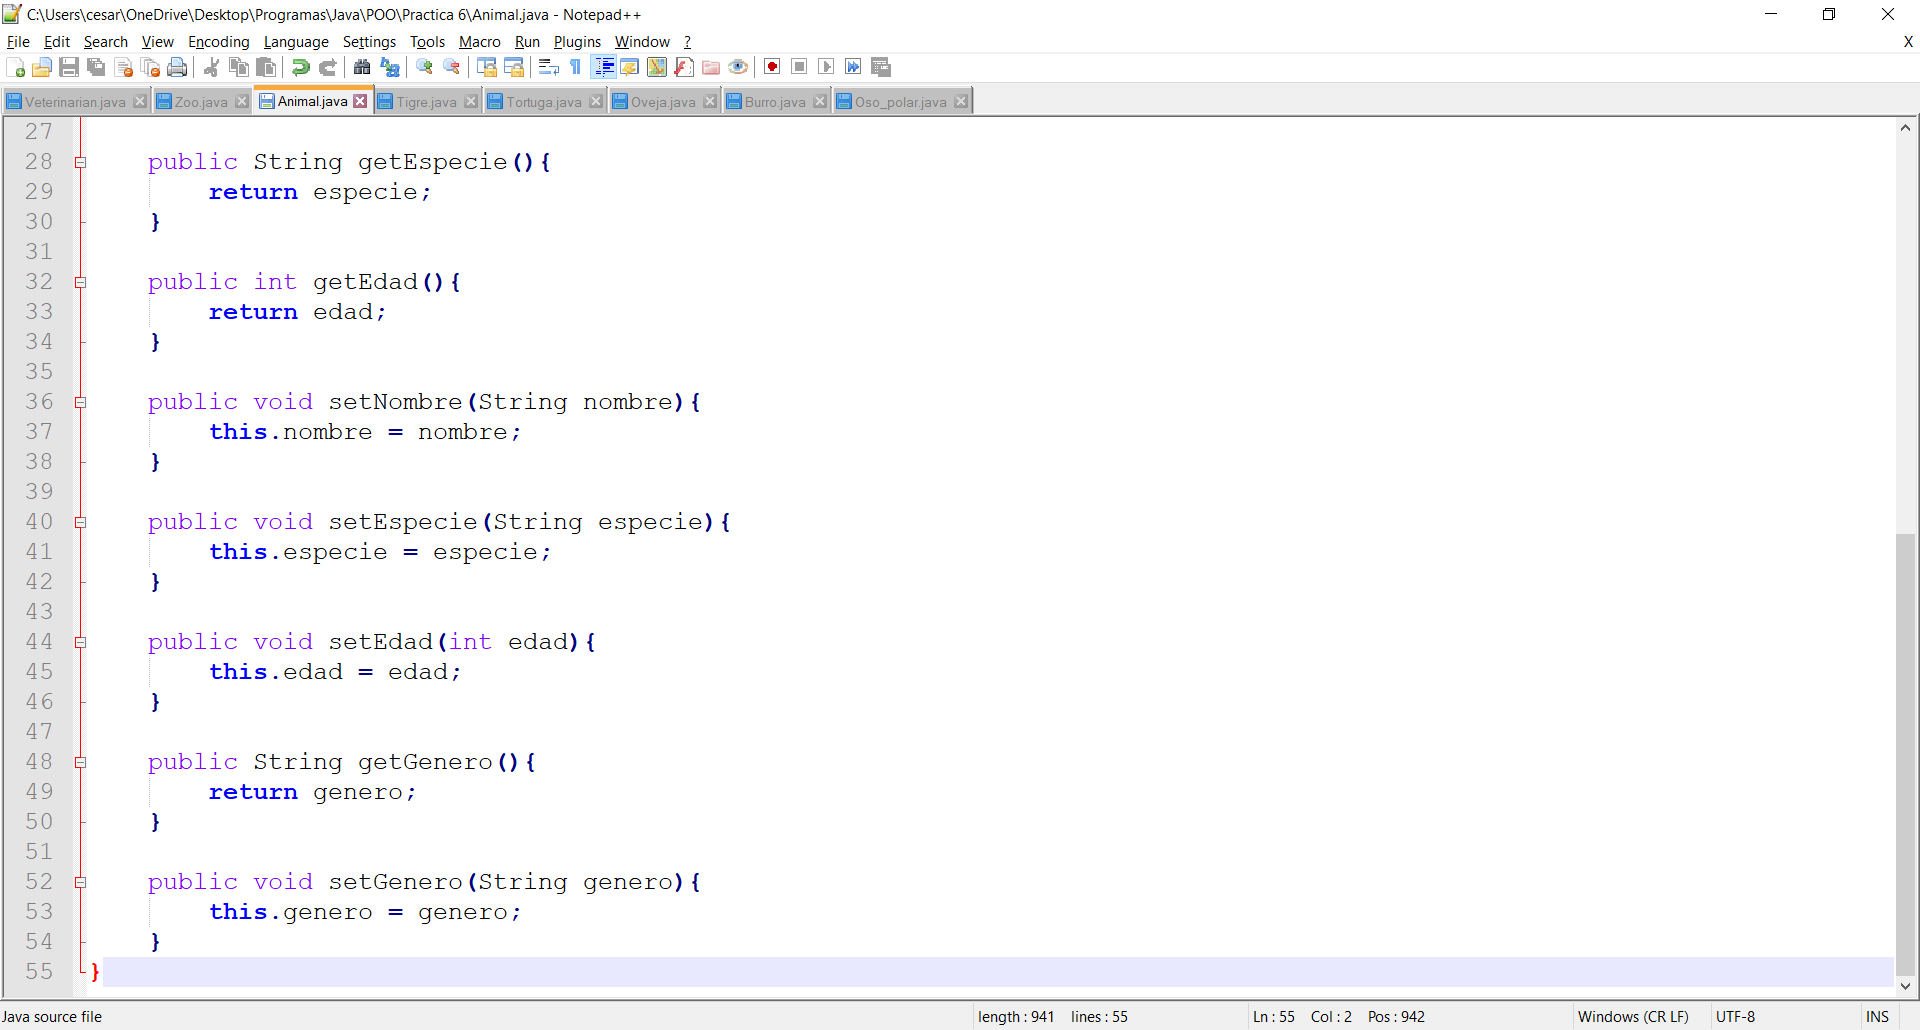 C:\Users\cesar\OneDrive\Desktop\Programas\Java\POO\Practica 6\Animal.java - Notepad++
File Edit Search View Encoding Language Settings Tools Macro Run Plugins Window ? X
Veterinarian.java Zoo.java Animal.java Tigre.java Tortuga.java Oveja.java Burro.java Oso_polar.java
27
28 public String getEspecie(){
29 return especie;
30 }
31
32 public int getEdad(){
33 return edad;
34 }
35
36 public void setNombre(String nombre){
37 this.nombre = nombre;
38 }
39
40 public void setEspecie(String especie){
41 this.especie = especie;
42 }
43
44 public void setEdad(int edad){
45 this.edad = edad;
46 }
47
48 public String getGenero(){
49 return genero;
50 }
51
52 public void setGenero(String genero){
53 this.genero = genero;
54 }
55 }
Java source file length : 941 lines : 55 Ln : 55 Col : 2 Pos : 942 Windows (CR LF) UTF-8 INS